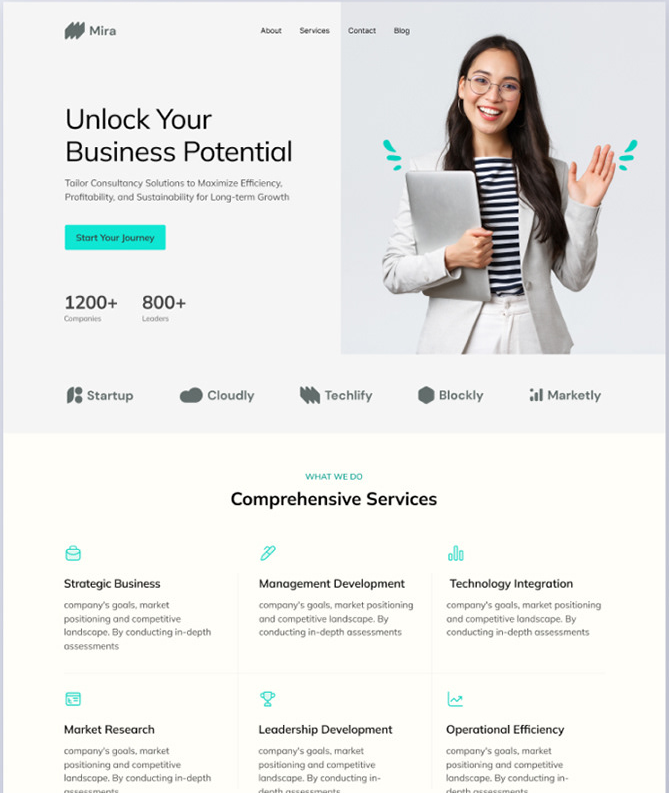 Mira
About Services Contact Blog
Unlock Your
Business Potential
Tailor Consultancy Solutions to Maximize Efficiency,
Profitability, and Sustainability for Long-term Growth
Start Your Journey
1200+ 800+
Companies Leaders
Startup Cloudly Techlify Blockly Marketly
WHAT WE DO
Comprehensive Services
Strategic Business
company's goals, market
positioning and competitive
landscape. By conducting in-depth
assessments
Management Development
company's goals, market positioning
and competitive landscape. By
conducting in-depth assessments
Technology Integration
company's goals, market positioning
and competitive landscape. By
conducting in-depth assessments
Market Research
company's goals, market
positioning and competitive
landscape. By conducting in-depth
assessments
Leadership Development
company's goals, market
positioning and competitive
landscape. By conducting in-
depth assessments
Operational Efficiency
company's goals, market
positioning and competitive
landscape. By conducting in-
depth assessments